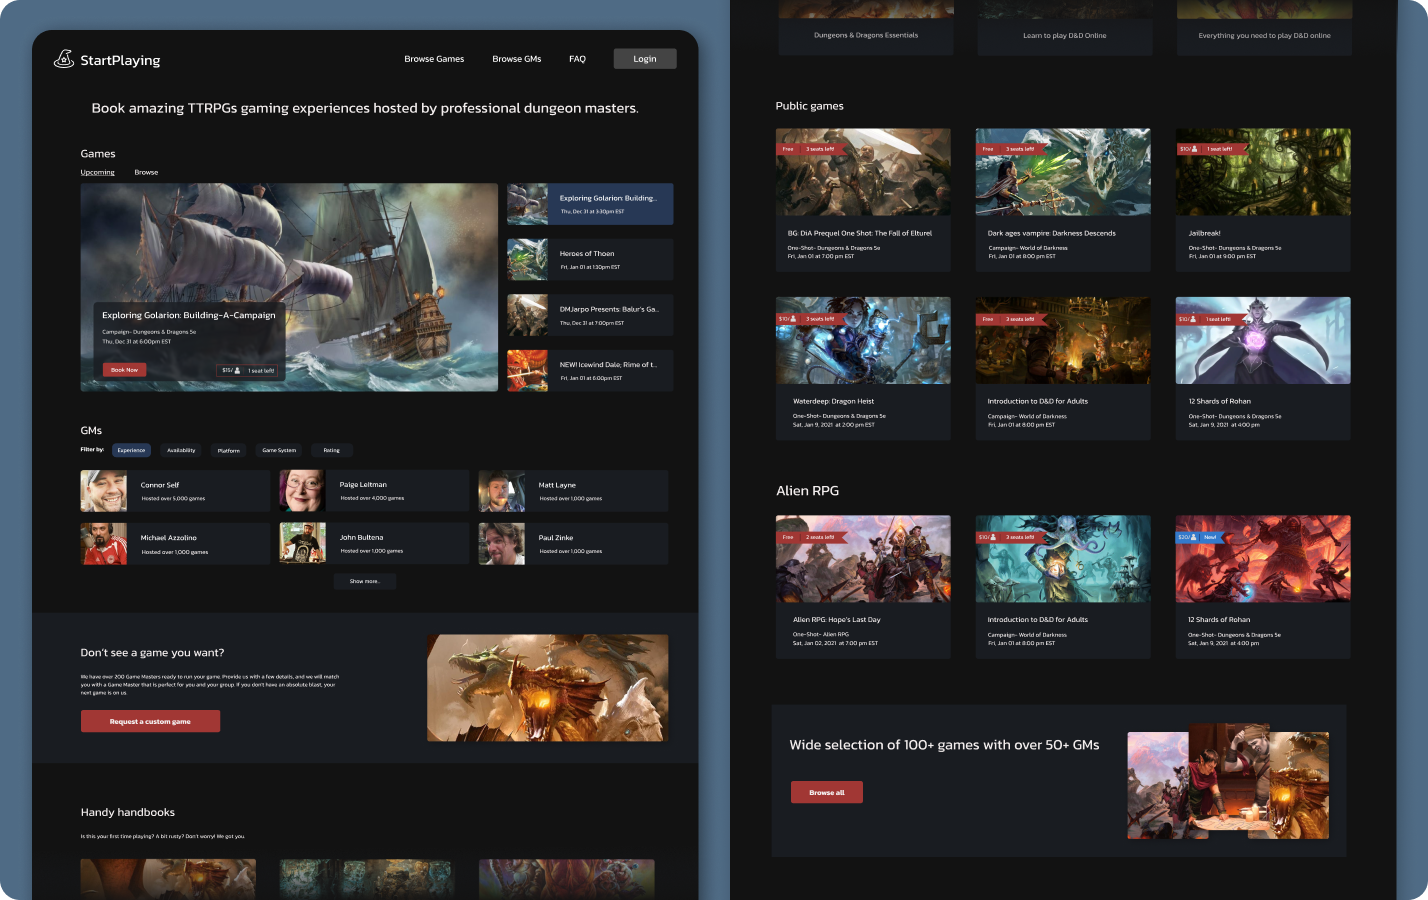 StartPlaying
Browse Games
Browse GMs
FAQ
Login
Book amazing TTRPGs gaming experiences hosted by professional dungeon masters.
Games
Upcoming
Browse
Exploring Golarion: Building-A-Campaign
Campaign- Dungeons & Dragons 5e
Thu, Dec 31 at 6:00pm EST
Book Now
$15/
1 seat left!
Exploring Golarion: Building...
Thu, Dec 31 at 3:30pm EST
Heroes of Thoen
Fri, Jan 01 at 1:30pm EST
DMJarpo Presents: Balur's Ga...
Thu, Dec 31 at 7:00pm EST
NEW! Icewind Dale; Rime of t...
Fri, Jan 01 at 6:00pm EST
GMs
Filter by:
Experience
Availability
Platform
Game System
Rating
Connor Self
Hosted over 5,000 games
Paige Leitman
Hosted over 4,000 games
Matt Layne
Hosted over 1,000 games
Michael Azzolino
Hosted over 1,000 games
John Bultena
Hosted over 1,000 games
Paul Zinke
Hosted over 1,000 games
Show more..
Don't see a game you want?
We have over 200 Game Masters ready to run your game. Provide us with a few details, and we will match
you with a Game Master that is perfect for you and your group. If you don't have an absolute blast, your
next game is on us.
Request a custom game
Handy handbooks
Is this your first time playing? A bit rusty? Don't worry! We got you.
Dungeons & Dragons Essentials
Learn to play D&D Online
Everything you need to play D&D online
Public games
Free
3 seats left!
BG: DiA Prequel One Shot: The Fall of Elturel
One-Shot- Dungeons & Dragons 5e
Fri, Jan 01 at 7:00 pm EST
Free
3 seats left!
Dark ages vampire: Darkness Descends
Campaign- World of Darkness
Fri, Jan 01 at 8:00 pm EST
$10/
1 seat left!
Jailbreak!
One-Shot- Dungeons & Dragons 5e
Fri, Jan 01 at 9:00 pm EST
$10/
3 seats left!
Waterdeep: Dragon Heist
One-Shot- Dungeons & Dragons 5e
Sat, Jan 9, 2021 at 2:00 pm EST
Free
3 seats left!
Introduction to D&D for Adults
Campaign- World of Darkness
Fri, Jan 01 at 8:00 pm EST
$10/
1 seat left!
12 Shards of Rohan
One-Shot- Dungeons & Dragons 5e
Sat, Jan 9, 2021 at 4:00 pm
Alien RPG
Free
2 seats left!
Alien RPG: Hope's Last Day
One-Shot- Alien RPG
Sat, Jan 02, 2021 at 7:00 pm EST
$10/
3 seats left!
Introduction to D&D for Adults
Campaign- World of Darkness
Fri, Jan 01 at 8:00 pm EST
$20/
New!
12 Shards of Rohan
One-Shot- Dungeons & Dragons 5e
Sat, Jan 9, 2021 at 4:00 pm
Wide selection of 100+ games with over 50+ GMs
Browse all